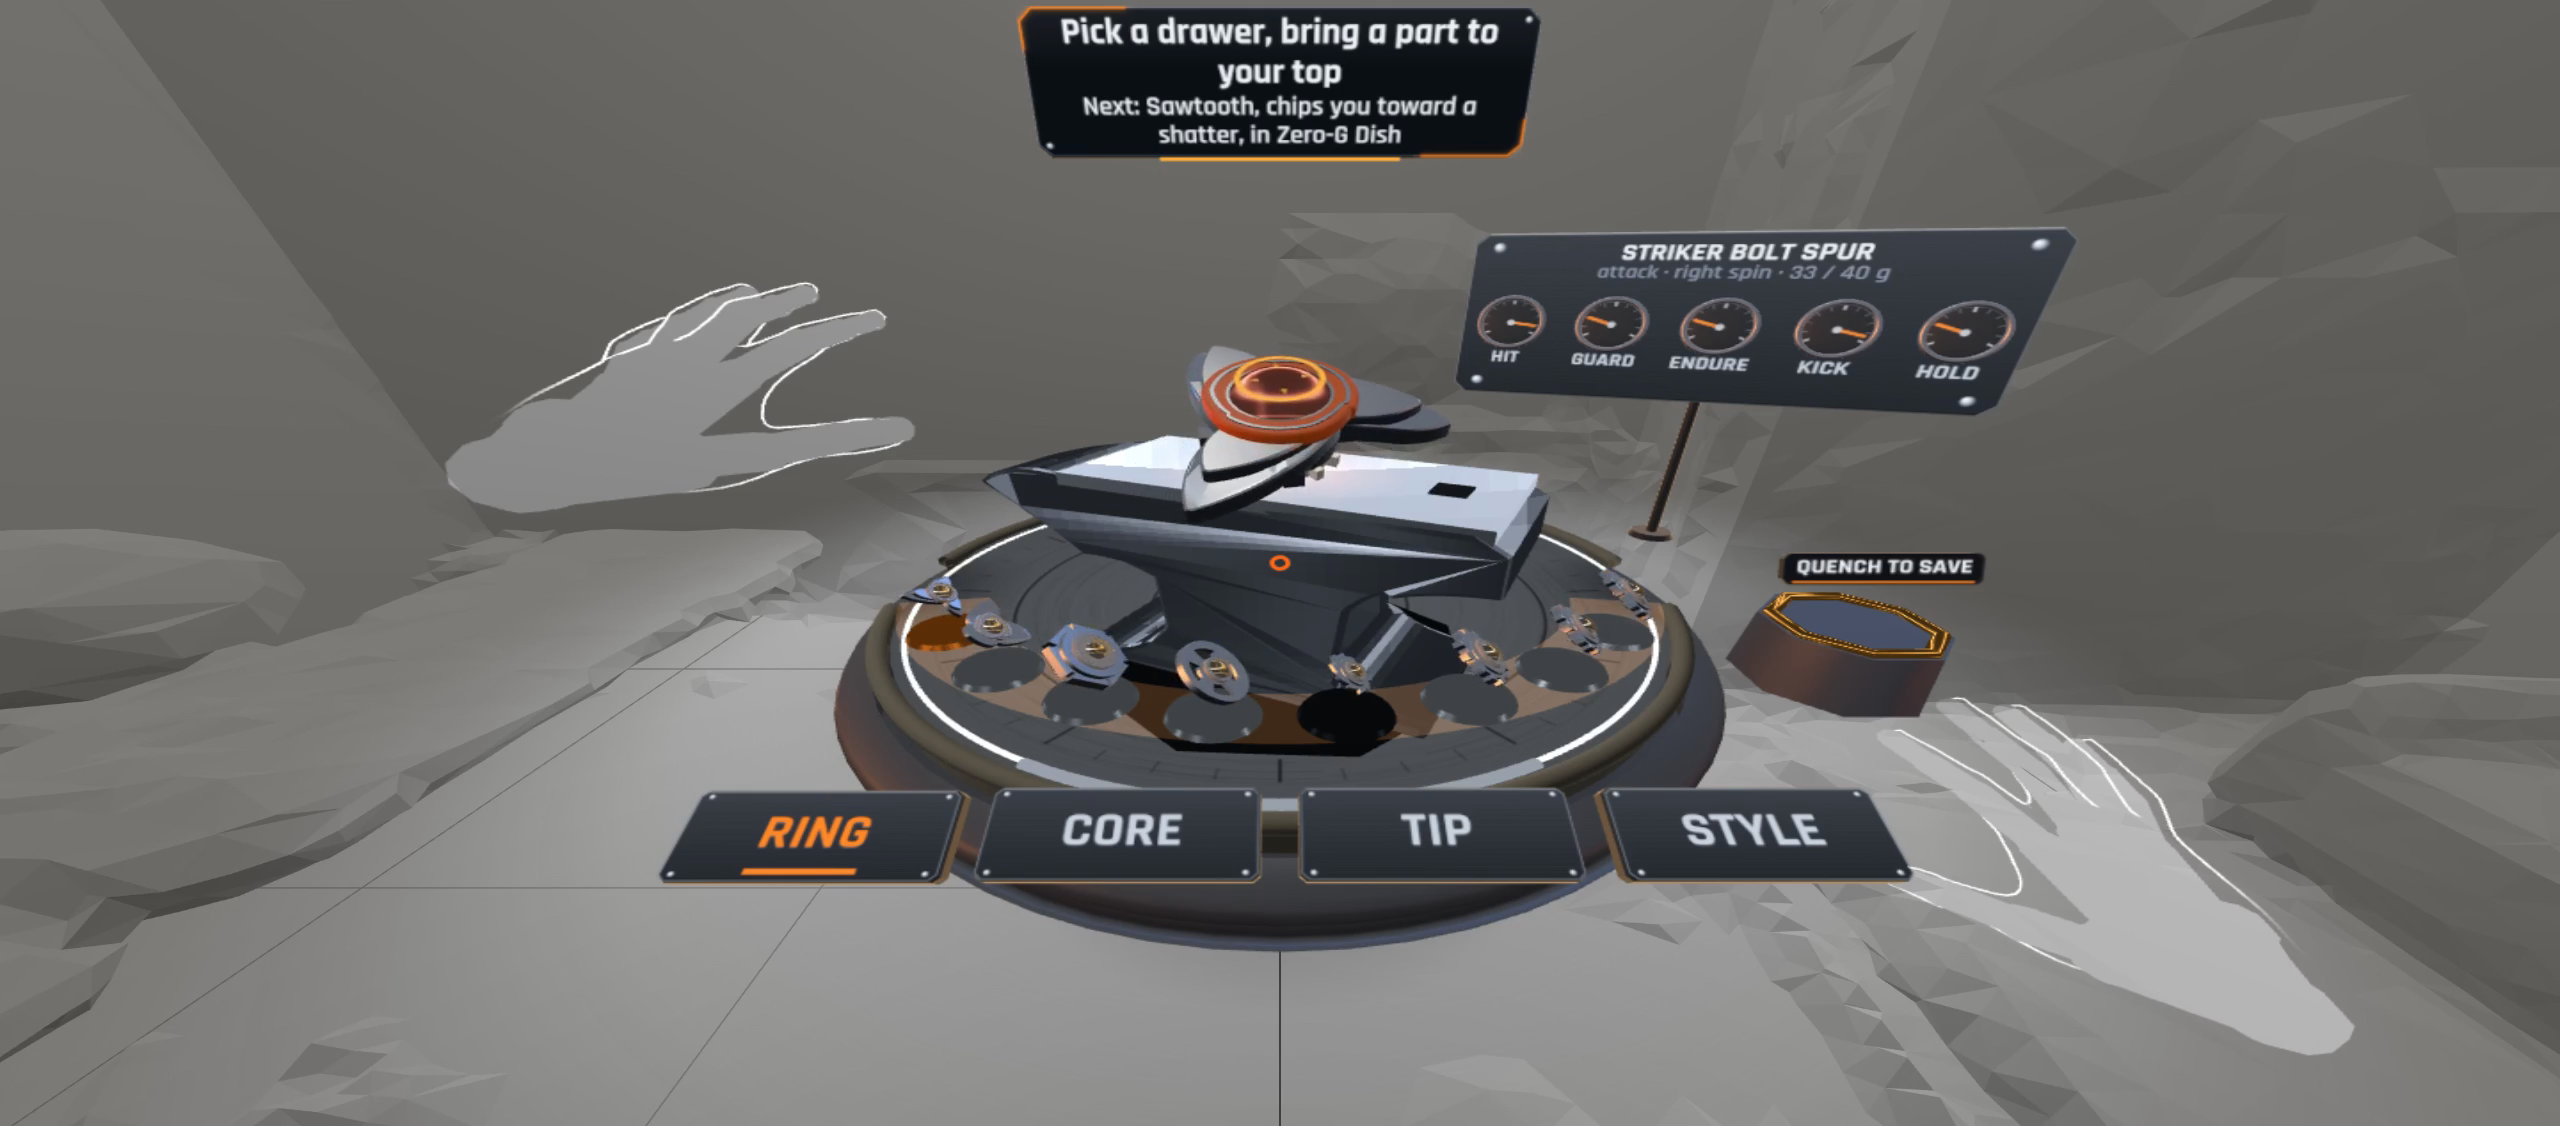 Pick a drawer, bring a part to
your top
Next: Sawtooth, chips you toward a
shatter, in Zero-G Dish
STRIKER BOLT SPUR
attack · right spin · 33 / 40 g
HIT
GUARD
ENDURE
KICK
HOLD
QUENCH TO SAVE
RING
CORE
TIP
STYLE